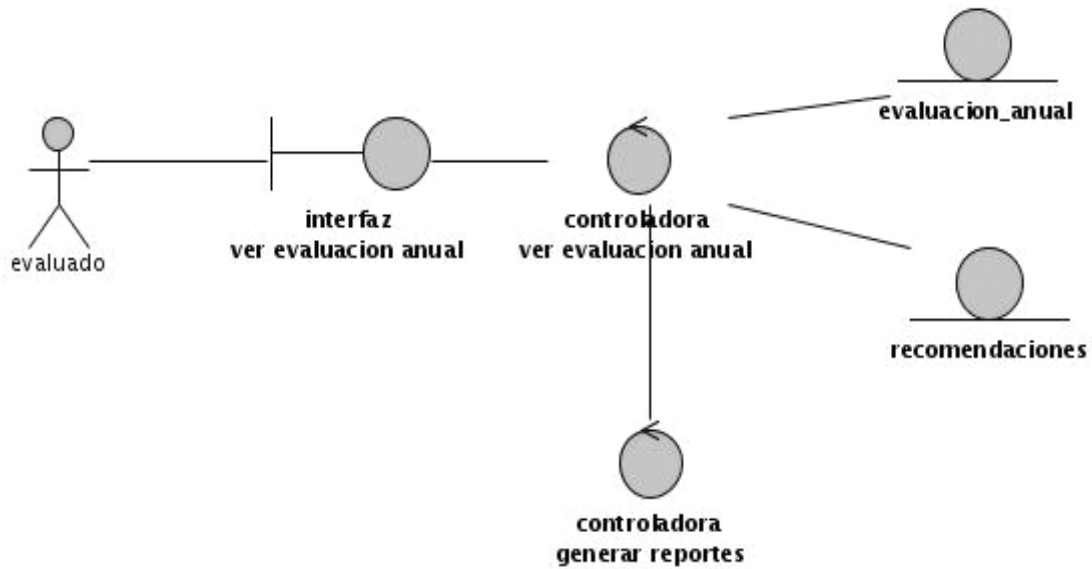 evaluado
interfaz
ver evaluacion anual
controladora
ver evaluacion anual
evaluacion_anual
recomendaciones
controladora
generar reportes